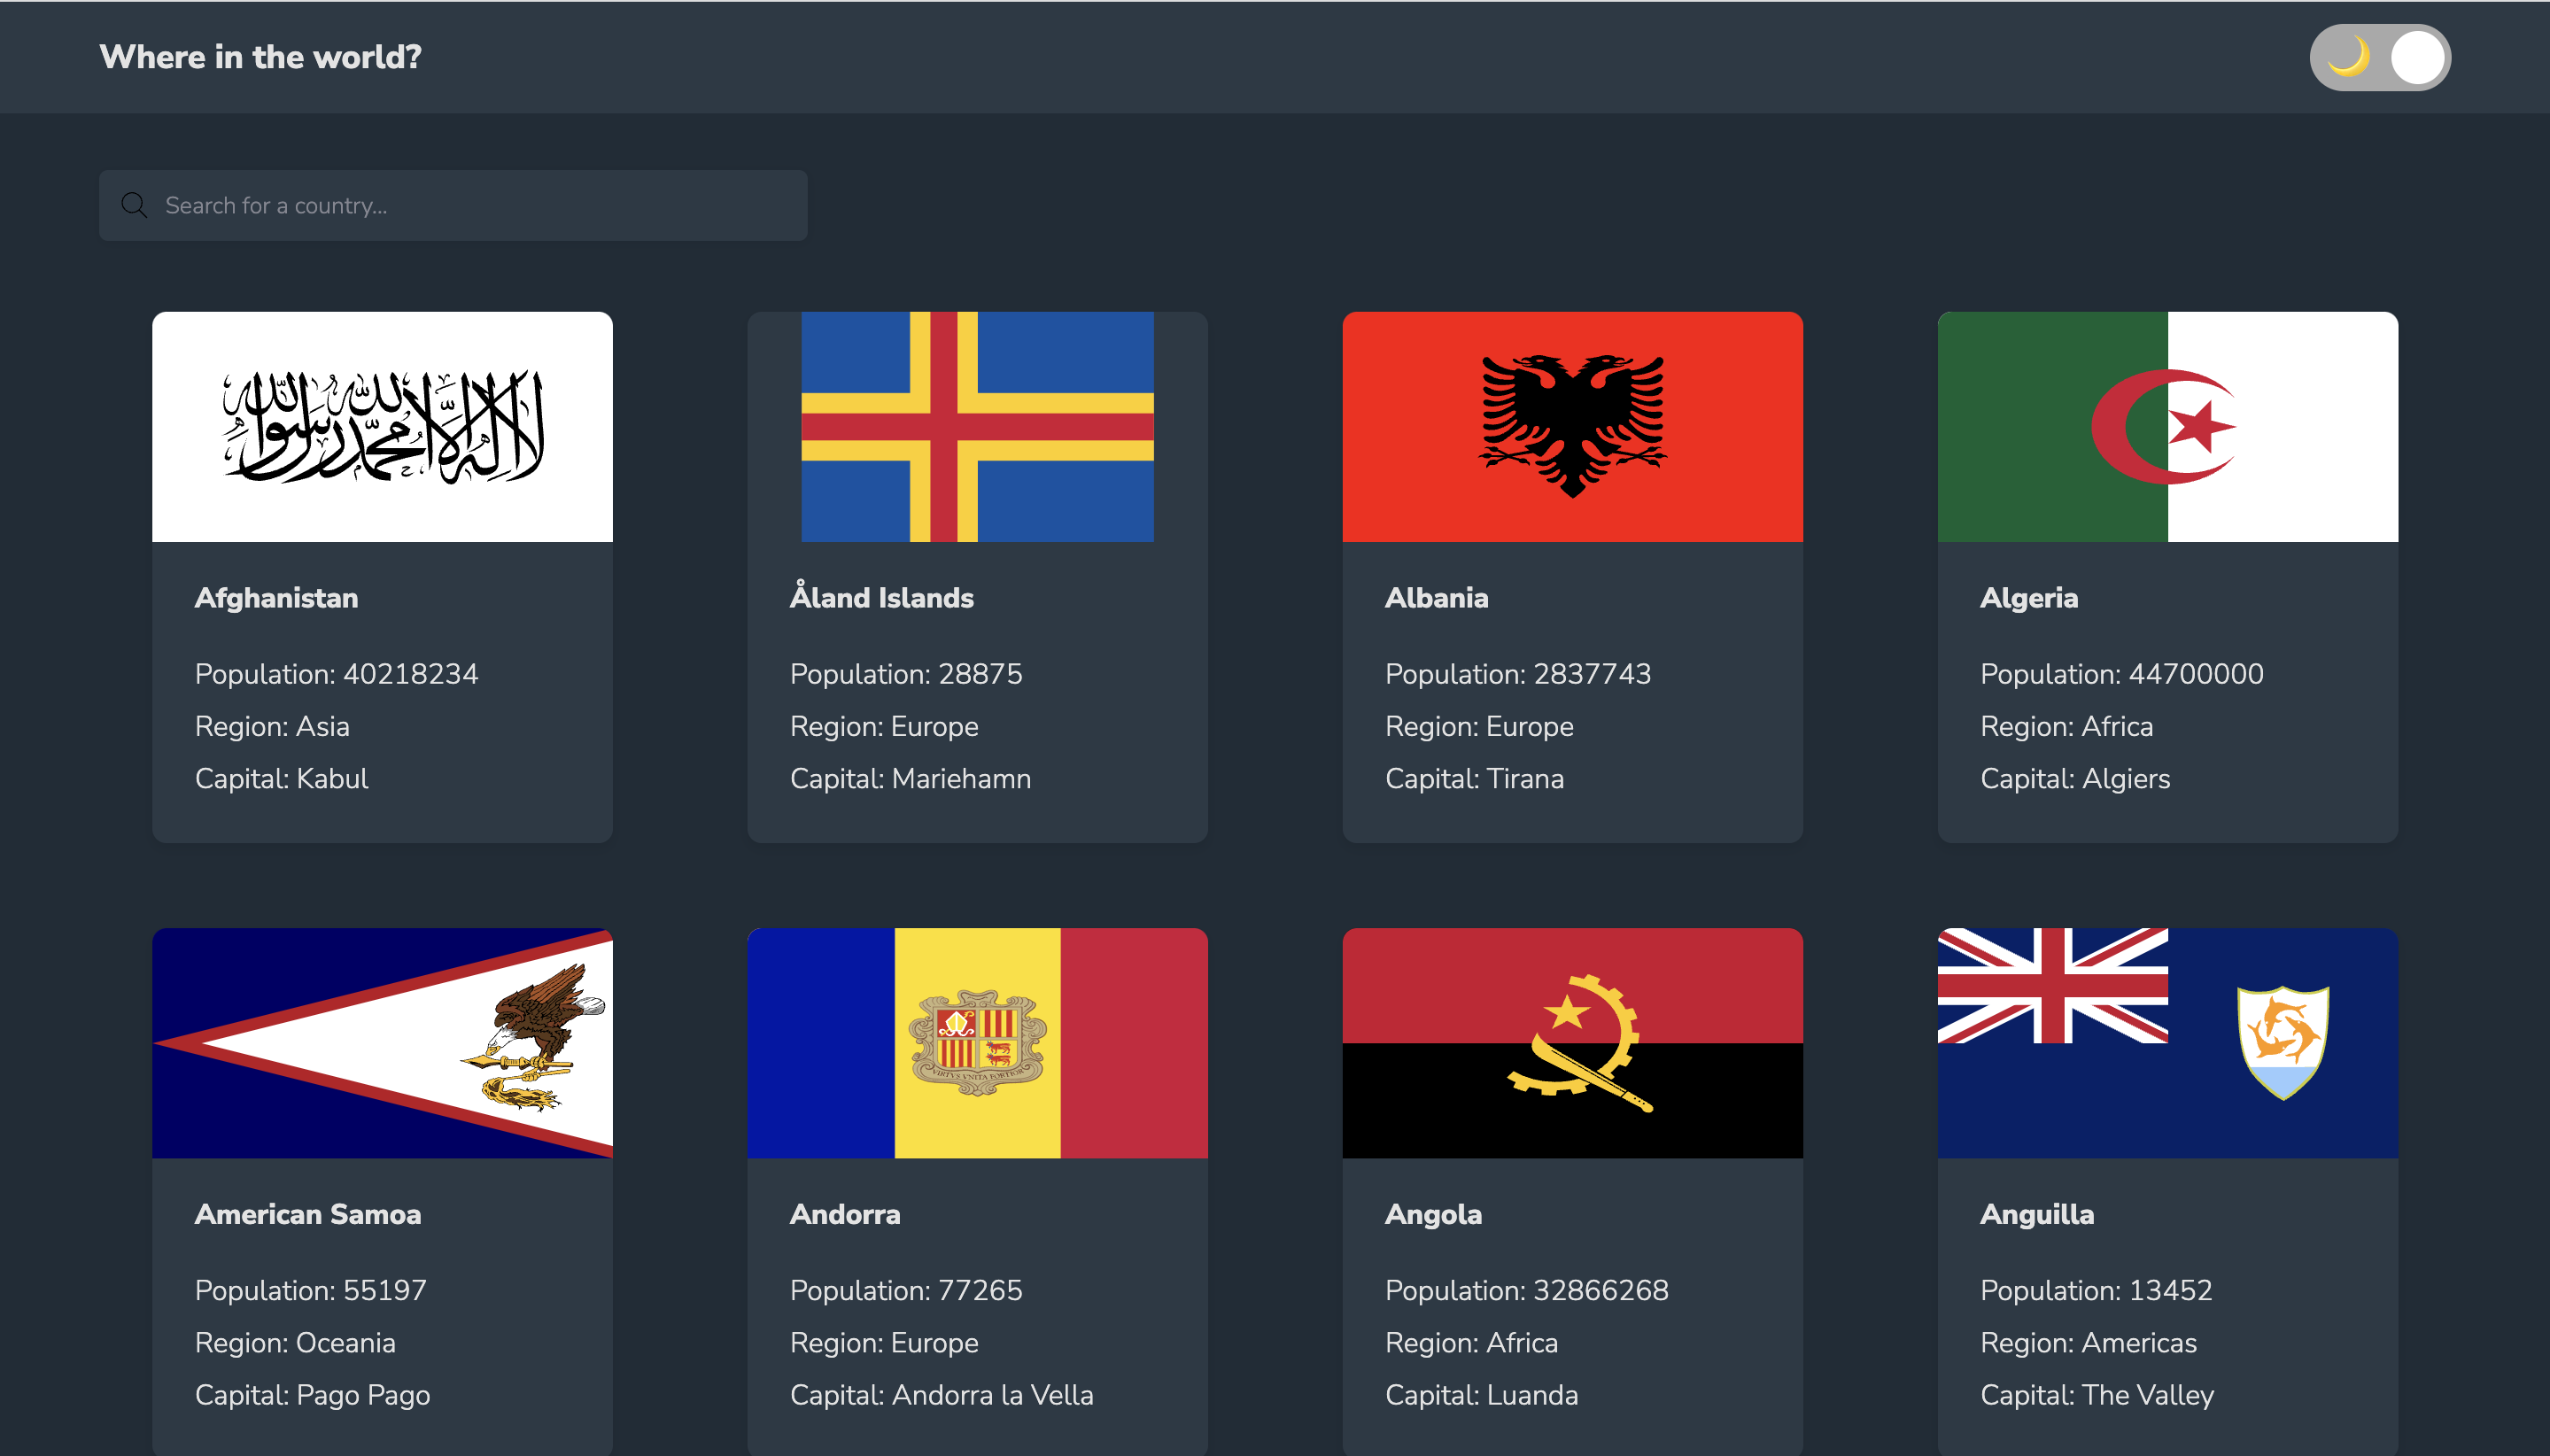 Where in the world?
Search for a country...
لا إله إلا الله محمد رسول الله
Afghanistan
Population: 40218234
Region: Asia
Capital: Kabul
Åland Islands
Population: 28875
Region: Europe
Capital: Mariehamn
Albania
Population: 2837743
Region: Europe
Capital: Tirana
Algeria
Population: 44700000
Region: Africa
Capital: Algiers
American Samoa
Population: 55197
Region: Oceania
Capital: Pago Pago
VIRTVS VNITA FORTIOR
Andorra
Population: 77265
Region: Europe
Capital: Andorra la Vella
Angola
Population: 32866268
Region: Africa
Capital: Luanda
Anguilla
Population: 13452
Region: Americas
Capital: The Valley